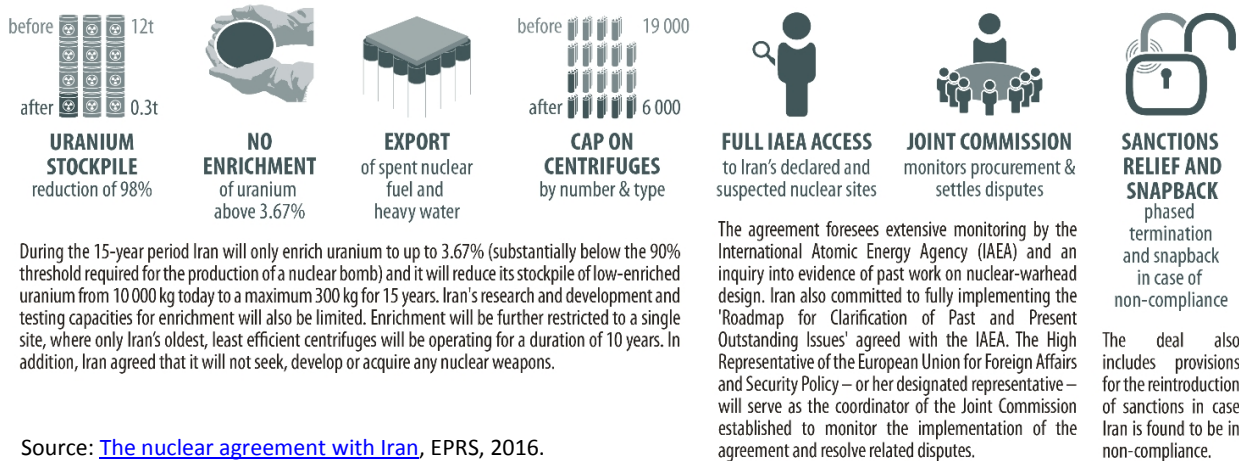 before 12t
after 0.3t
URANIUM
STOCKPILE
reduction of 98%
NO
ENRICHMENT
of uranium
above 3.67%
EXPORT
of spent nuclear
fuel and
heavy water
before 19 000
after 6 000
CAP ON
CENTRIFUGES
by number & type
FULL IAEA ACCESS
to Iran's declared and
suspected nuclear sites
JOINT COMMISSION
monitors procurement &
settles disputes
SANCTIONS
RELIEF AND
SNAPBACK
phased
termination
and snapback
in case of
non-compliance
During the 15-year period Iran will only enrich uranium to up to 3.67% (substantially below the 90%
threshold required for the production of a nuclear bomb) and it will reduce its stockpile of low-enriched
uranium from 10 000 kg today to a maximum 300 kg for 15 years. Iran's research and development and
testing capacities for enrichment will also be limited. Enrichment will be further restricted to a single
site, where only Iran's oldest, least efficient centrifuges will be operating for a duration of 10 years. In
addition, Iran agreed that it will not seek, develop or acquire any nuclear weapons.
The agreement foresees extensive monitoring by the
International Atomic Energy Agency (IAEA) and an
inquiry into evidence of past work on nuclear-warhead
design. Iran also committed to fully implementing the
'Roadmap for Clarification of Past and Present
Outstanding Issues' agreed with the IAEA. The High
Representative of the European Union for Foreign Affairs
and Security Policy – or her designated representative –
will serve as the coordinator of the Joint Commission
established to monitor the implementation of the
agreement and resolve related disputes.
The deal also
includes provisions
for the reintroduction
of sanctions in case
Iran is found to be in
non-compliance.
Source: The nuclear agreement with Iran, EPRS, 2016.